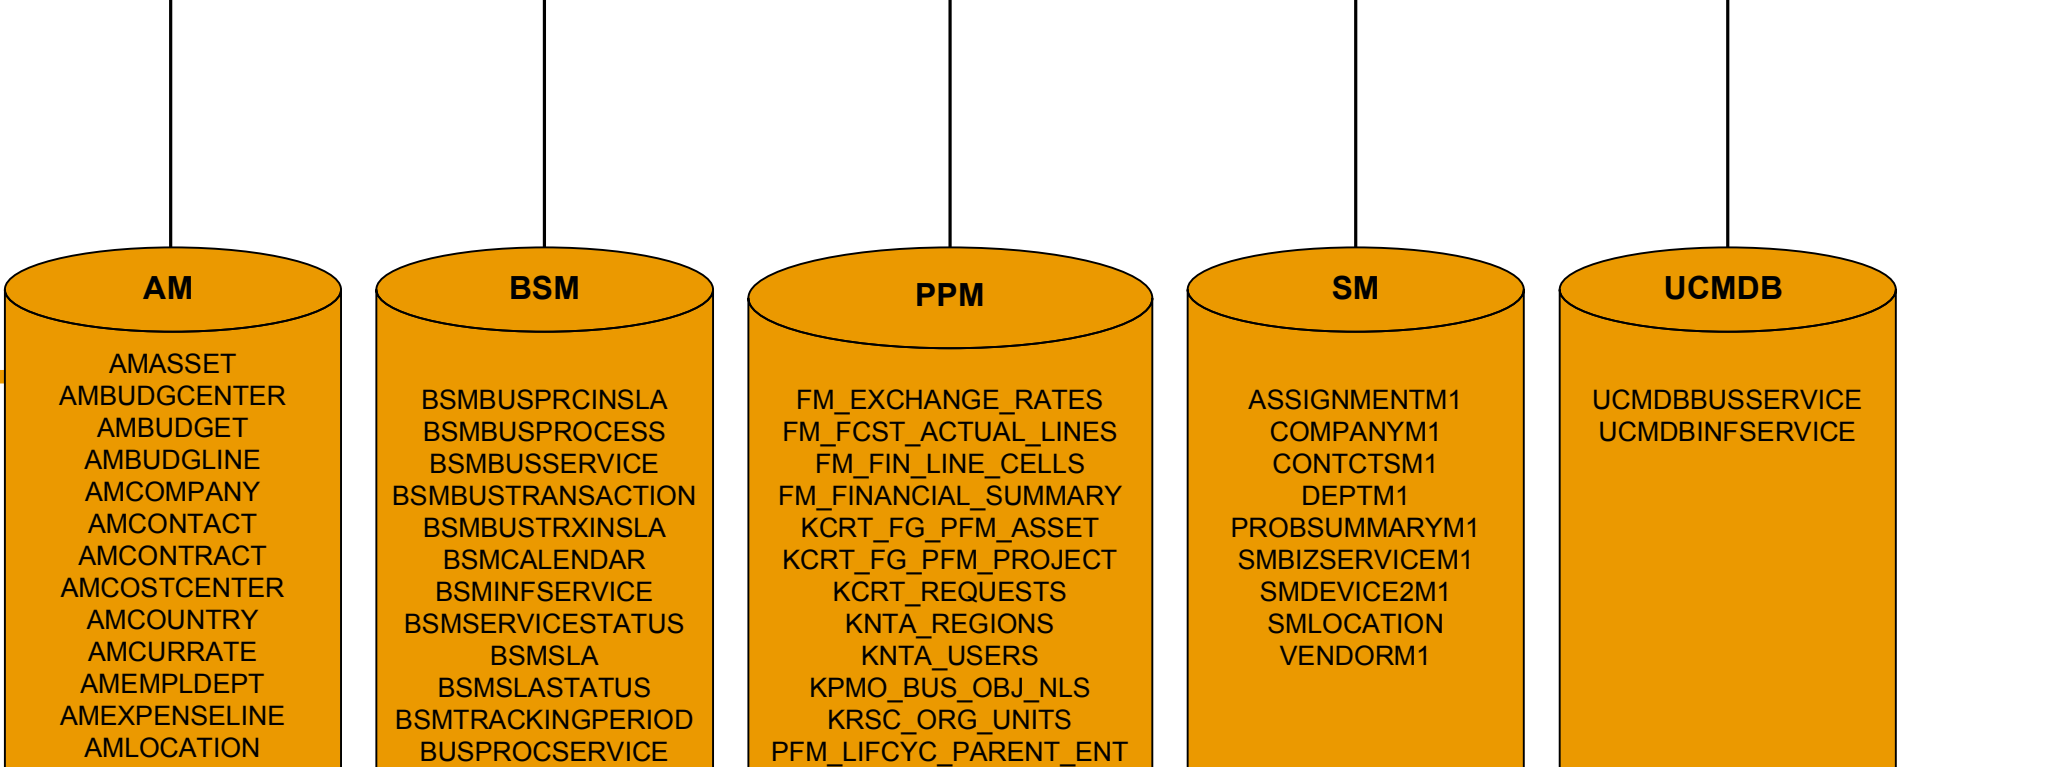 AM
AMASSET
AMBUDGCENTER
AMBUDGET
AMBUDGLINE
AMCOMPANY
AMCONTACT
AMCONTRACT
AMCOSTCENTER
AMCOUNTRY
AMCURRATE
AMEMPLDEPT
AMEXPENSELINE
AMLOCATION
BSM
BSMBUSPRCINSLA
BSMBUSPROCESS
BSMBUSSERVICE
BSMBUSTRANSACTION
BSMBUSTRXINSLA
BSMCALENDAR
BSMINFSERVICE
BSMSERVICESTATUS
BSMSLA
BSMSLASTATUS
BSMTRACKINGPERIOD
BUSPROCSERVICE
PPM
FM_EXCHANGE_RATES
FM_FCST_ACTUAL_LINES
FM_FIN_LINE_CELLS
FM_FINANCIAL_SUMMARY
KCRT_FG_PFM_ASSET
KCRT_FG_PFM_PROJECT
KCRT_REQUESTS
KNTA_REGIONS
KNTA_USERS
KPMO_BUS_OBJ_NLS
KRSC_ORG_UNITS
PFM_LIFCYC_PARENT_ENT
SM
ASSIGNMENTM1
COMPANYM1
CONTCTSM1
DEPTM1
PROBSUMMARYM1
SMBIZSERVICEM1
SMDEVICE2M1
SMLOCATION
VENDORM1
UCMDB
UCMDBBUSSERVICE
UCMDBINFSERVICE